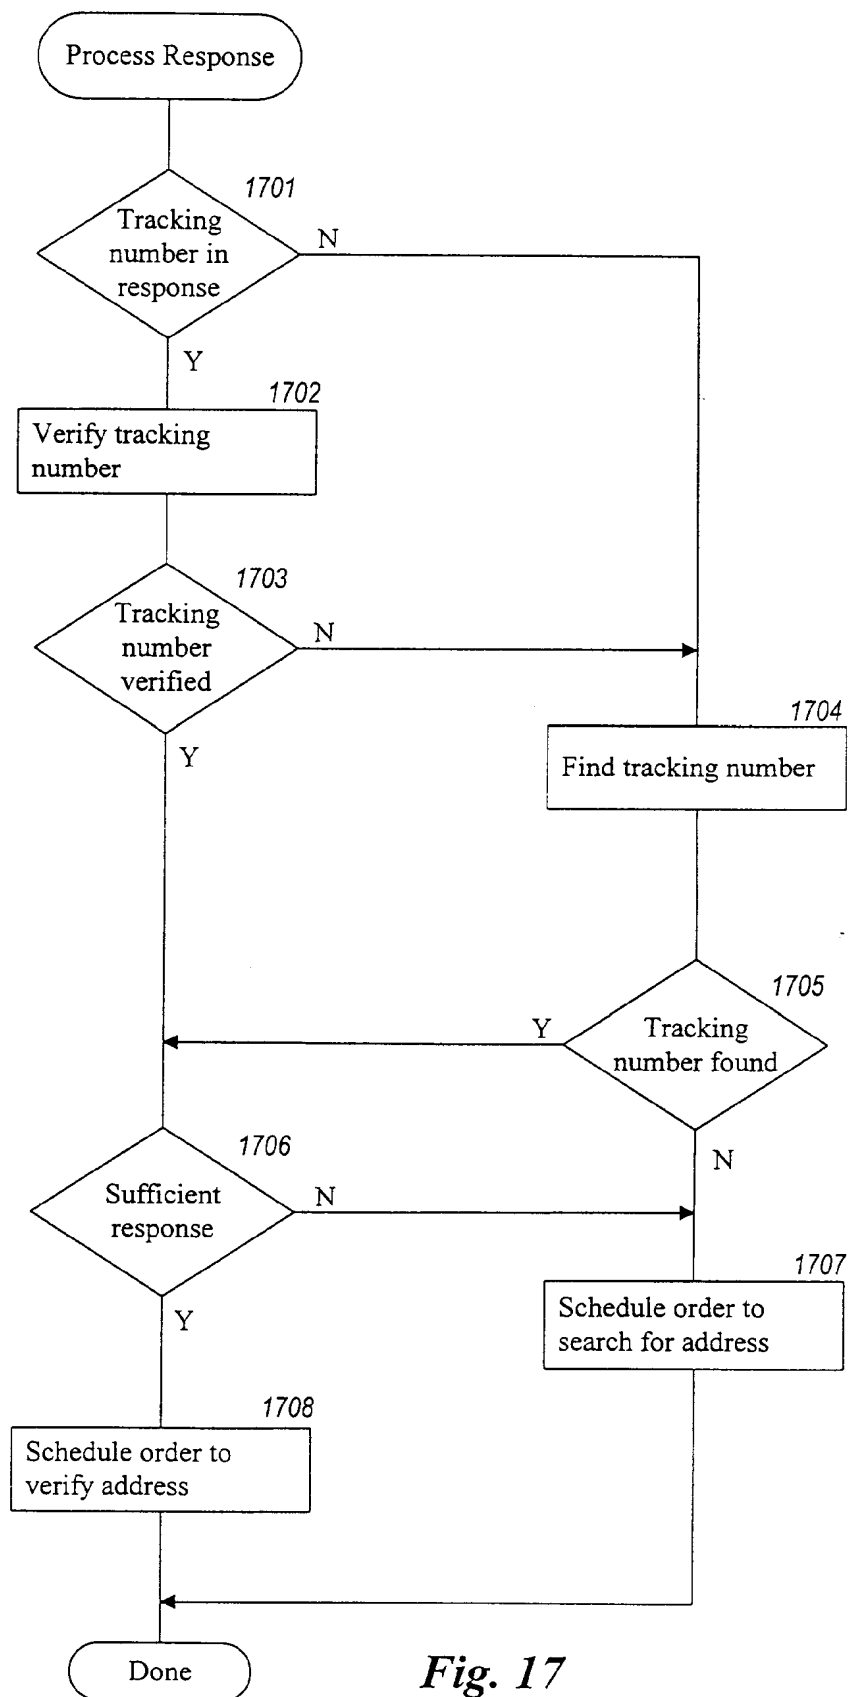 Process Response
1701
Tracking
number in
response
N
Y
1702
Verify tracking
number
1703
Tracking
number
verified
N
Y
1704
Find tracking number
1705
Tracking
number found
Y
N
1706
Sufficient
response
N
Y
1707
Schedule order to
search for address
1708
Schedule order to
verify address
Done
Fig. 17